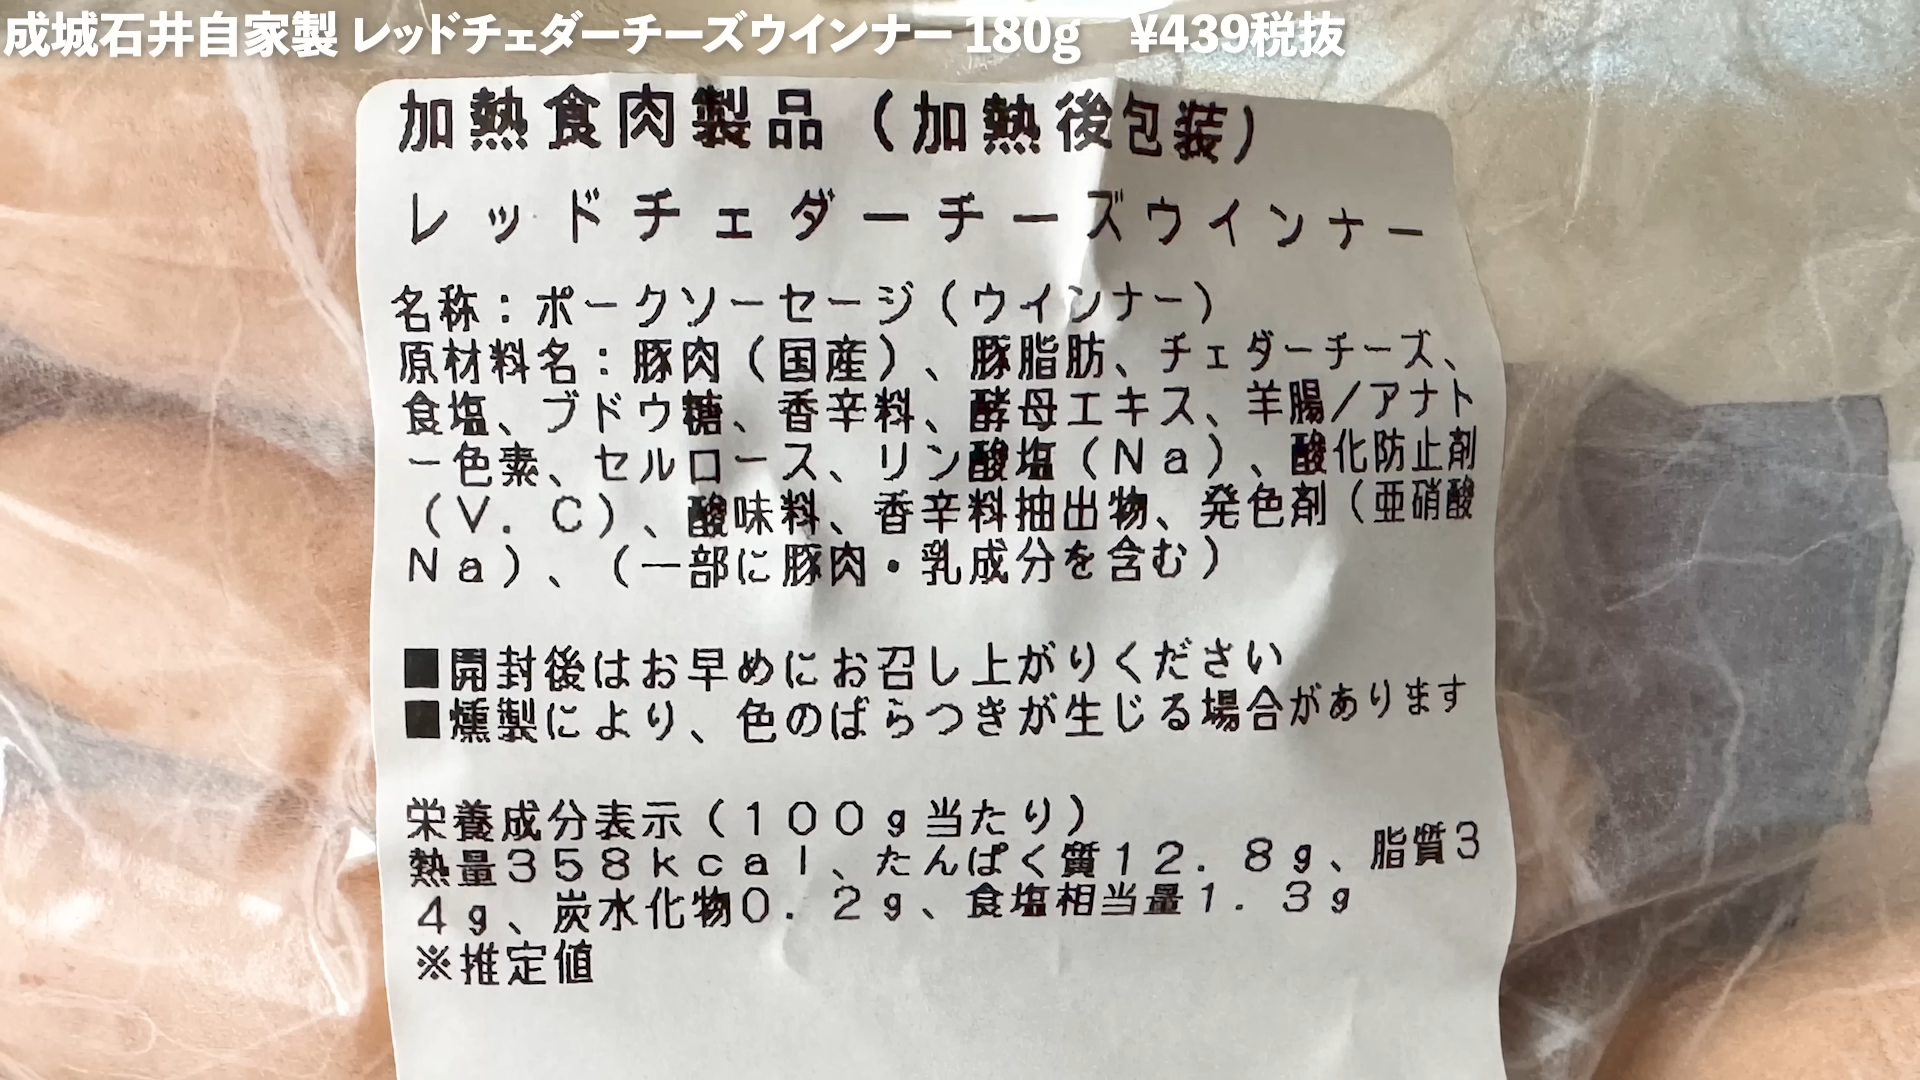 成城石井自家製 レッドチェダーチーズウインナー 180g　¥439税抜
加熱食肉製品（加熱後包装）
レッドチェダーチーズウインナー
名称：ポークソーセージ（ウインナー）
原材料名：豚肉（国産）、豚脂肪、チェダーチーズ、
食塩、ブドウ糖、香辛料、酵母エキス、羊腸／アナト
ー色素、セルロース、リン酸塩（Ｎａ）、酸化防止剤
（Ｖ．Ｃ）、酸味料、香辛料抽出物、発色剤（亜硝酸
Ｎａ）、（一部に豚肉・乳成分を含む）
■開封後はお早めにお召し上がりください
■燻製により、色のばらつきが生じる場合があります
栄養成分表示（１００ｇ当たり）
熱量３５８ｋｃａｌ、たんぱく質１２．８ｇ、脂質３
４ｇ、炭水化物０．２ｇ、食塩相当量１．３ｇ
※推定値